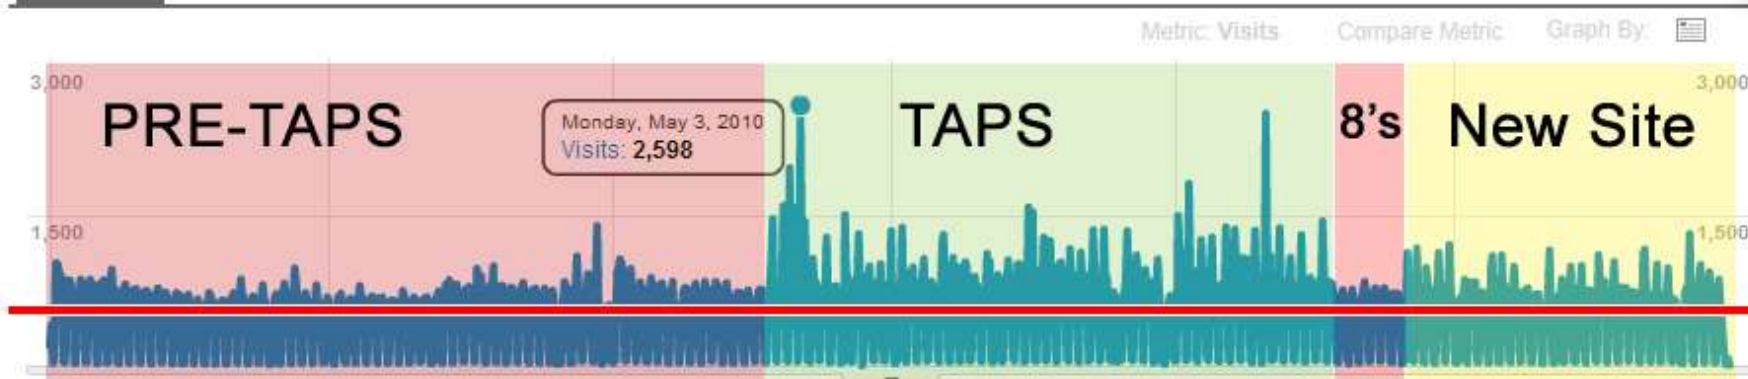 Metric: Visits Compare Metric Graph By:
3,000 3,000
PRE-TAPS TAPS 8's New Site
Monday, May 3, 2010
Visits: 2,598
1,500 1,500